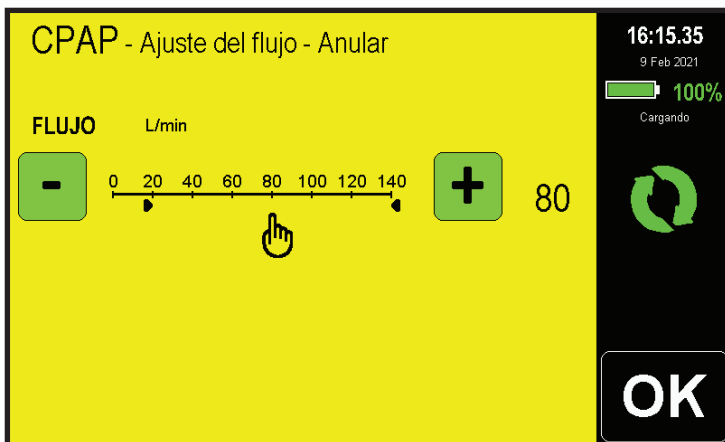 CPAP - Ajuste del flujo - Anular
16:15.35
9 Feb 2021
100%
Cargando
FLUJO L/min
- 0 20 40 60 80 100 120 140 + 80
OK